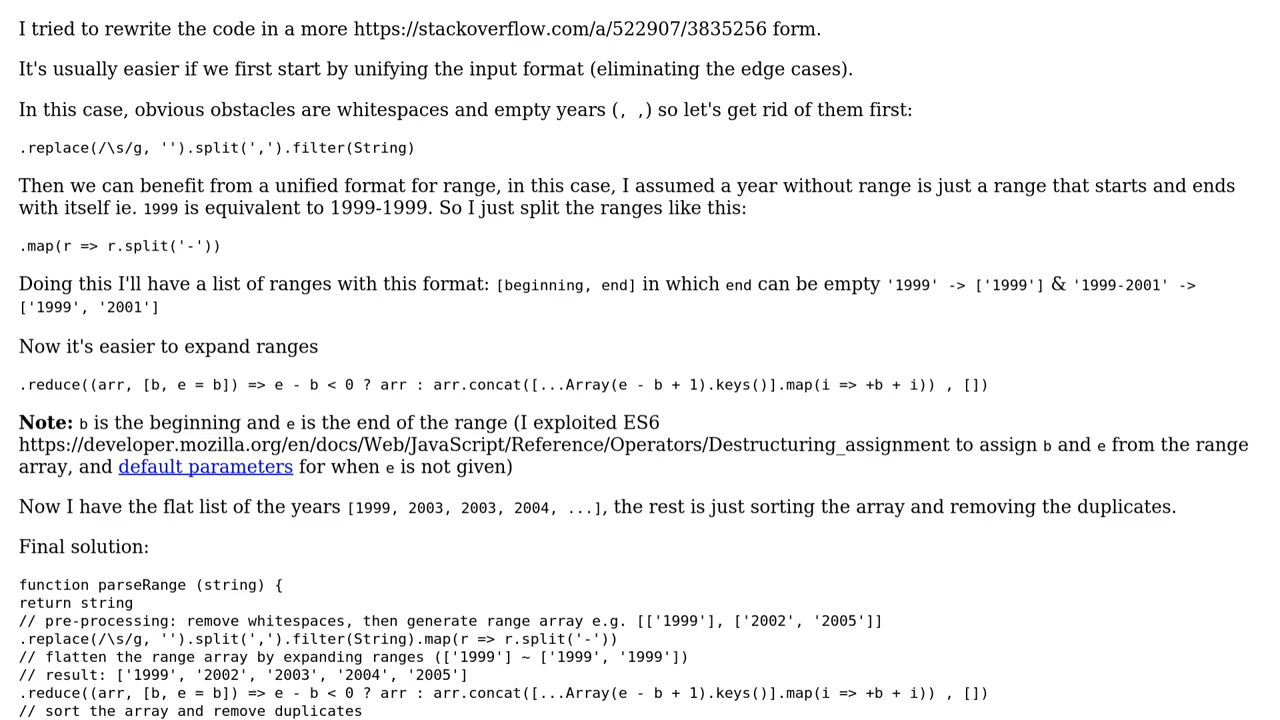 I tried to rewrite the code in a more https://stackoverflow.com/a/522907/3835256 form.
It's usually easier if we first start by unifying the input format (eliminating the edge cases).
In this case, obvious obstacles are whitespaces and empty years (, ,) so let's get rid of them first:
.replace(/\s/g, '').split(',').filter(String)
Then we can benefit from a unified format for range, in this case, I assumed a year without range is just a range that starts and ends
with itself ie. 1999 is equivalent to 1999-1999. So I just split the ranges like this:
.map(r => r.split('-'))
Doing this I'll have a list of ranges with this format: [beginning, end] in which end can be empty '1999' -> ['1999'] & '1999-2001' ->
['1999', '2001']
Now it's easier to expand ranges
.reduce((arr, [b, e = b]) => e - b < 0 ? arr : arr.concat([...Array(e - b + 1).keys()].map(i => +b + i)) , [])
Note: b is the beginning and e is the end of the range (I exploited ES6
https://developer.mozilla.org/en/docs/Web/JavaScript/Reference/Operators/Destructuring_assignment to assign b and e from the range
array, and default parameters for when e is not given)
Now I have the flat list of the years [1999, 2003, 2003, 2004, ...], the rest is just sorting the array and removing the duplicates.
Final solution:
function parseRange (string) {
return string
// pre-processing: remove whitespaces, then generate range array e.g. [['1999'], ['2002', '2005']]
.replace(/\s/g, '').split(',').filter(String).map(r => r.split('-'))
// flatten the range array by expanding ranges (['1999'] ~ ['1999', '1999'])
// result: ['1999', '2002', '2003', '2004', '2005']
.reduce((arr, [b, e = b]) => e - b < 0 ? arr : arr.concat([...Array(e - b + 1).keys()].map(i => +b + i)) , [])
// sort the array and remove duplicates